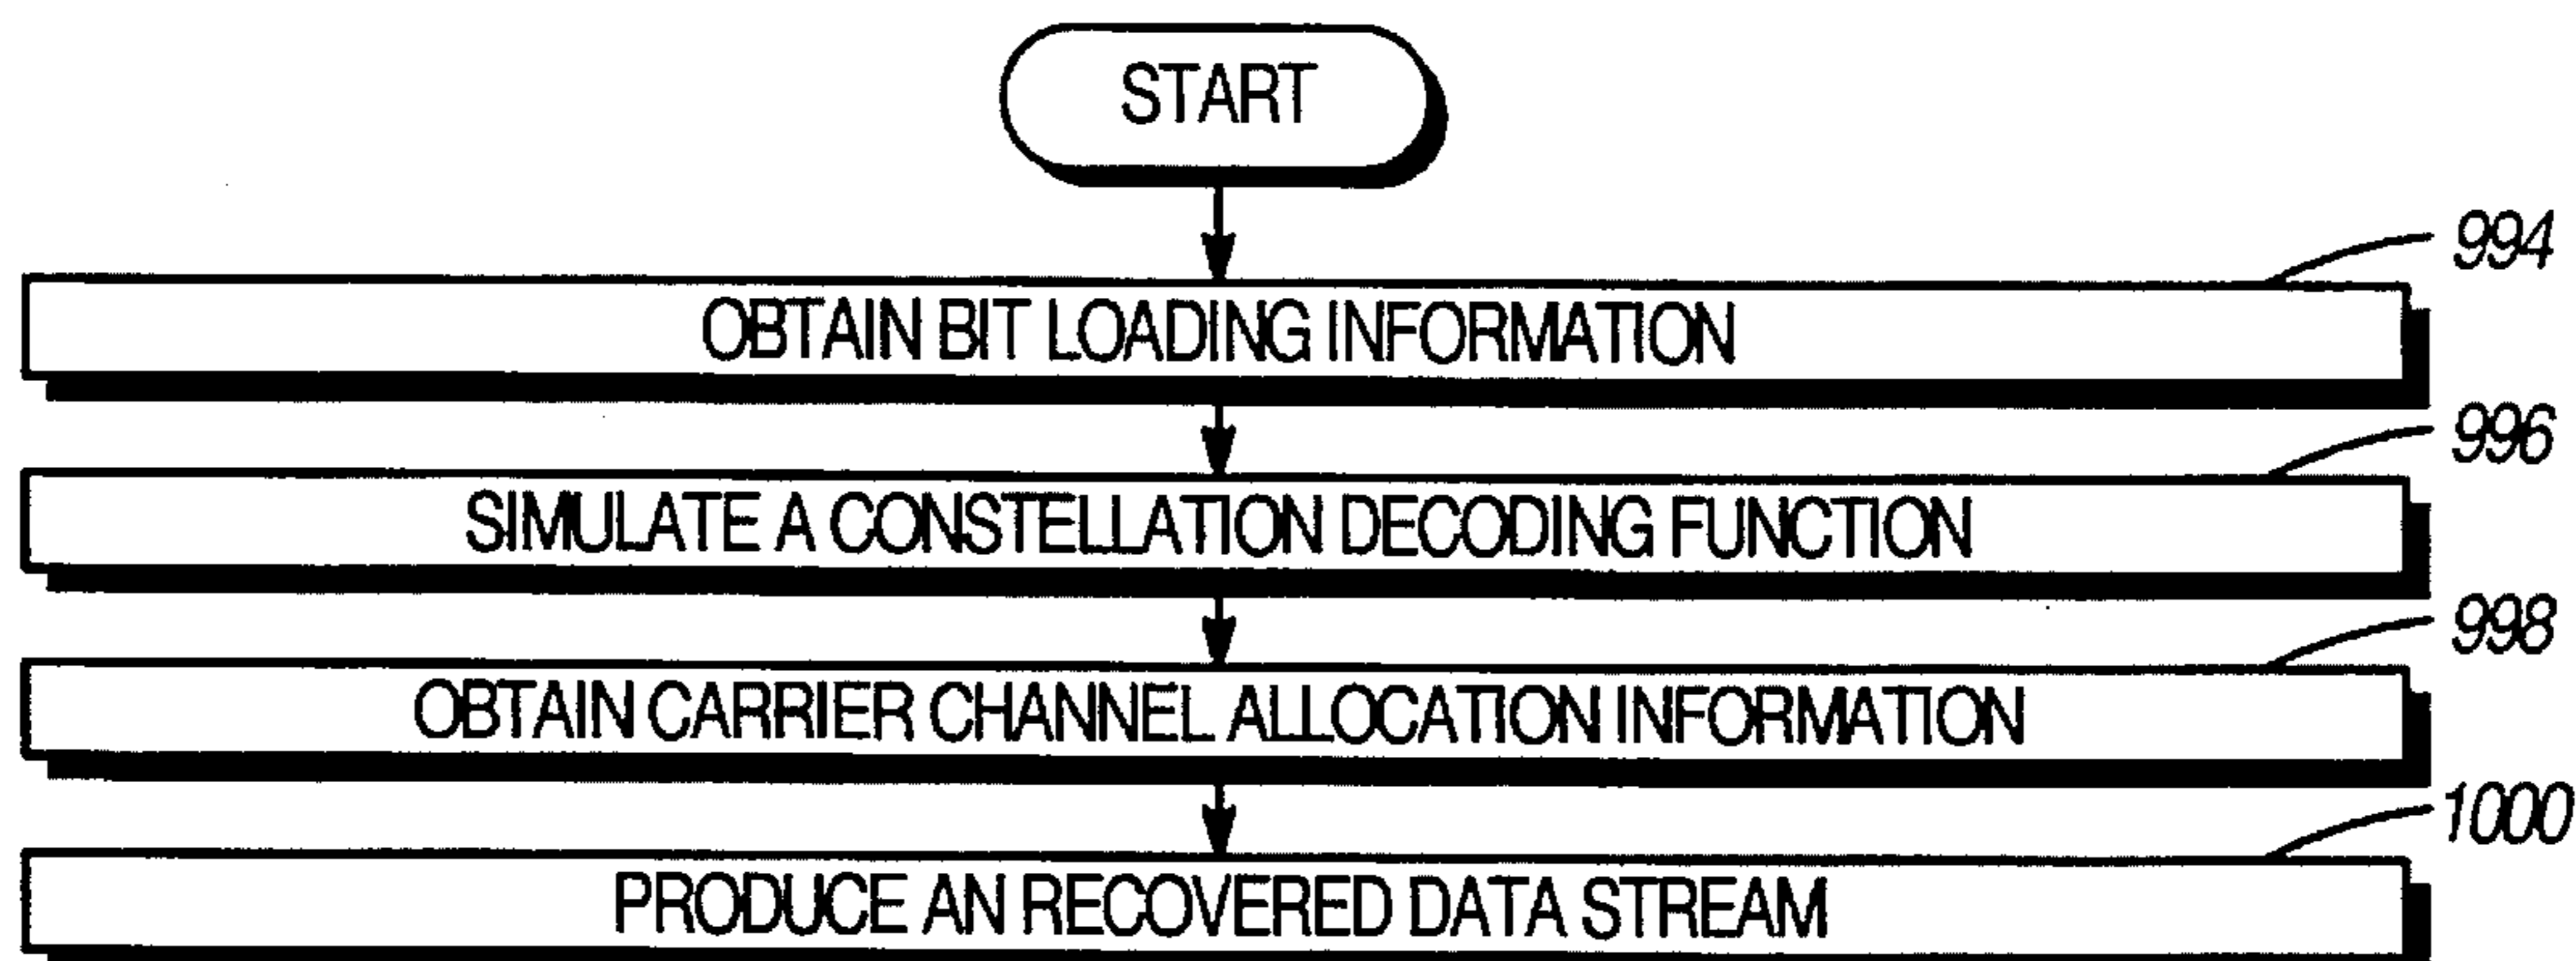 START
994
OBTAIN BIT LOADING INFORMATION
996
SIMULATE A CONSTELLATION DECODING FUNCTION
998
OBTAIN CARRIER CHANNEL ALLOCATION INFORMATION
1000
PRODUCE AN RECOVERED DATA STREAM